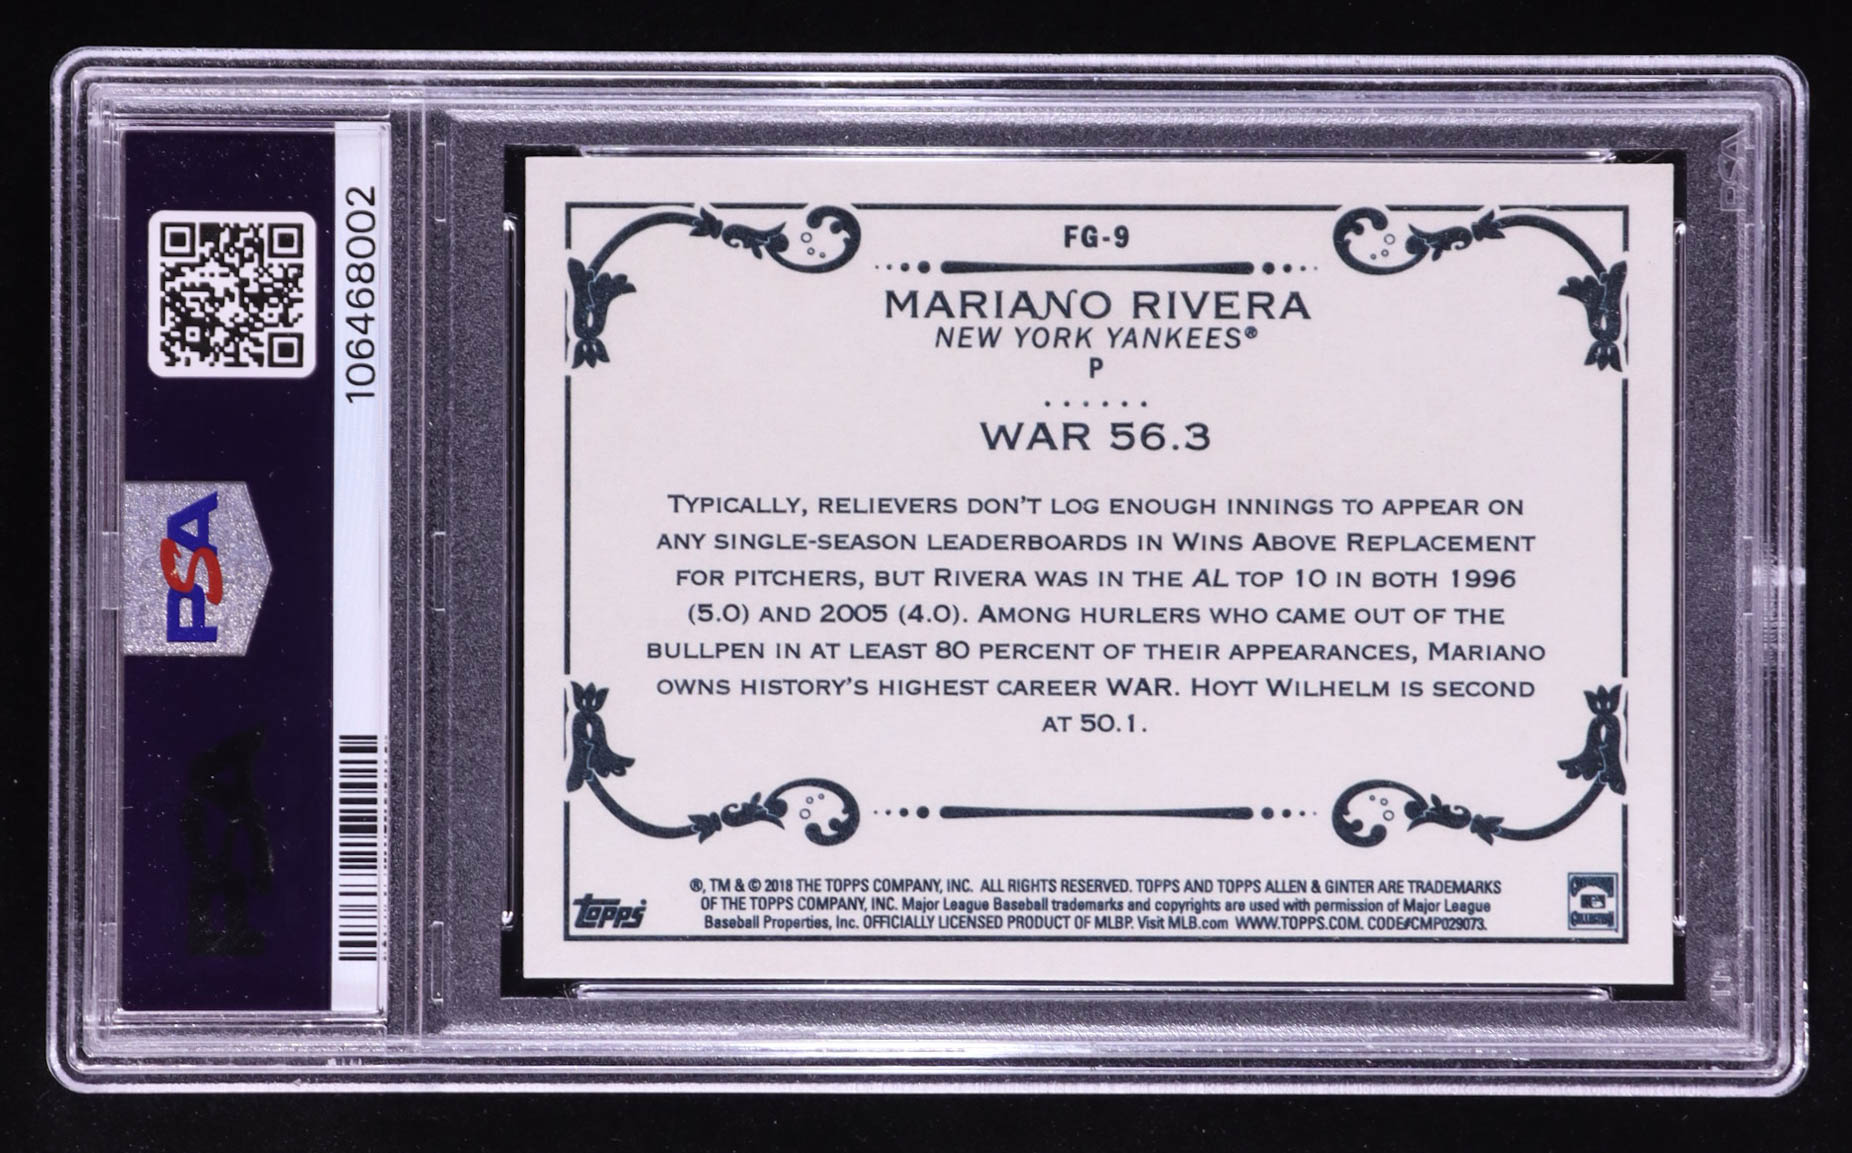 106468002
PSA
PSA
PSA
FG-9
MARIANO RIVERA
NEW YORK YANKEES®
P
WAR 56.3
TYPICALLY, RELIEVERS DON'T LOG ENOUGH INNINGS TO APPEAR ON
ANY SINGLE-SEASON LEADERBOARDS IN WINS ABOVE REPLACEMENT
FOR PITCHERS, BUT RIVERA WAS IN THE AL TOP 10 IN BOTH 1996
(5.0) AND 2005 (4.0). AMONG HURLERS WHO CAME OUT OF THE
BULLPEN IN AT LEAST 80 PERCENT OF THEIR APPEARANCES, MARIANO
OWNS HISTORY'S HIGHEST CAREER WAR. HOYT WILHELM IS SECOND
AT 50.1.
®, TM & © 2018 THE TOPPS COMPANY, INC. ALL RIGHTS RESERVED. TOPPS AND TOPPS ALLEN & GINTER ARE TRADEMARKS
OF THE TOPPS COMPANY, INC. Major League Baseball trademarks and copyrights are used with permission of Major League
Baseball Properties, Inc. OFFICIALLY LICENSED PRODUCT OF MLBP. Visit MLB.com WWW.TOPPS.COM. CODE#CMP029073.
topps
COLLECTION